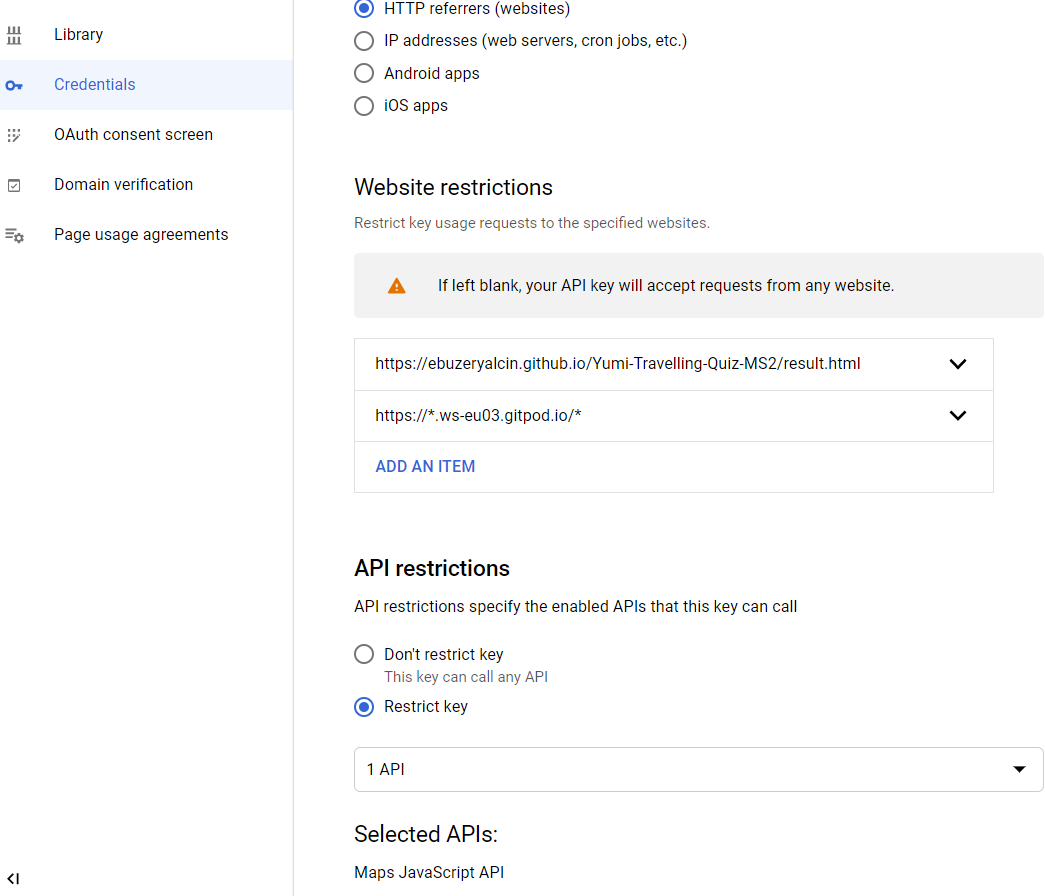 HTTP referrers (websites)
Library
IP addresses (web servers, cron jobs, etc.)
Android apps
Credentials
iOS apps
OAuth consent screen
Domain verification
Page usage agreements
Website restrictions
Restrict key usage requests to the specified websites.
If left blank, your API key will accept requests from any website.
https://ebuzeryalcin.github.io/Yumi-Travelling-Quiz-MS2/result.html
https://*.ws-eu03.gitpod.io/*
ADD AN ITEM
API restrictions
API restrictions specify the enabled APIs that this key can call
Don't restrict key
This key can call any API
Restrict key
1 API
Selected APIs:
Maps JavaScript API